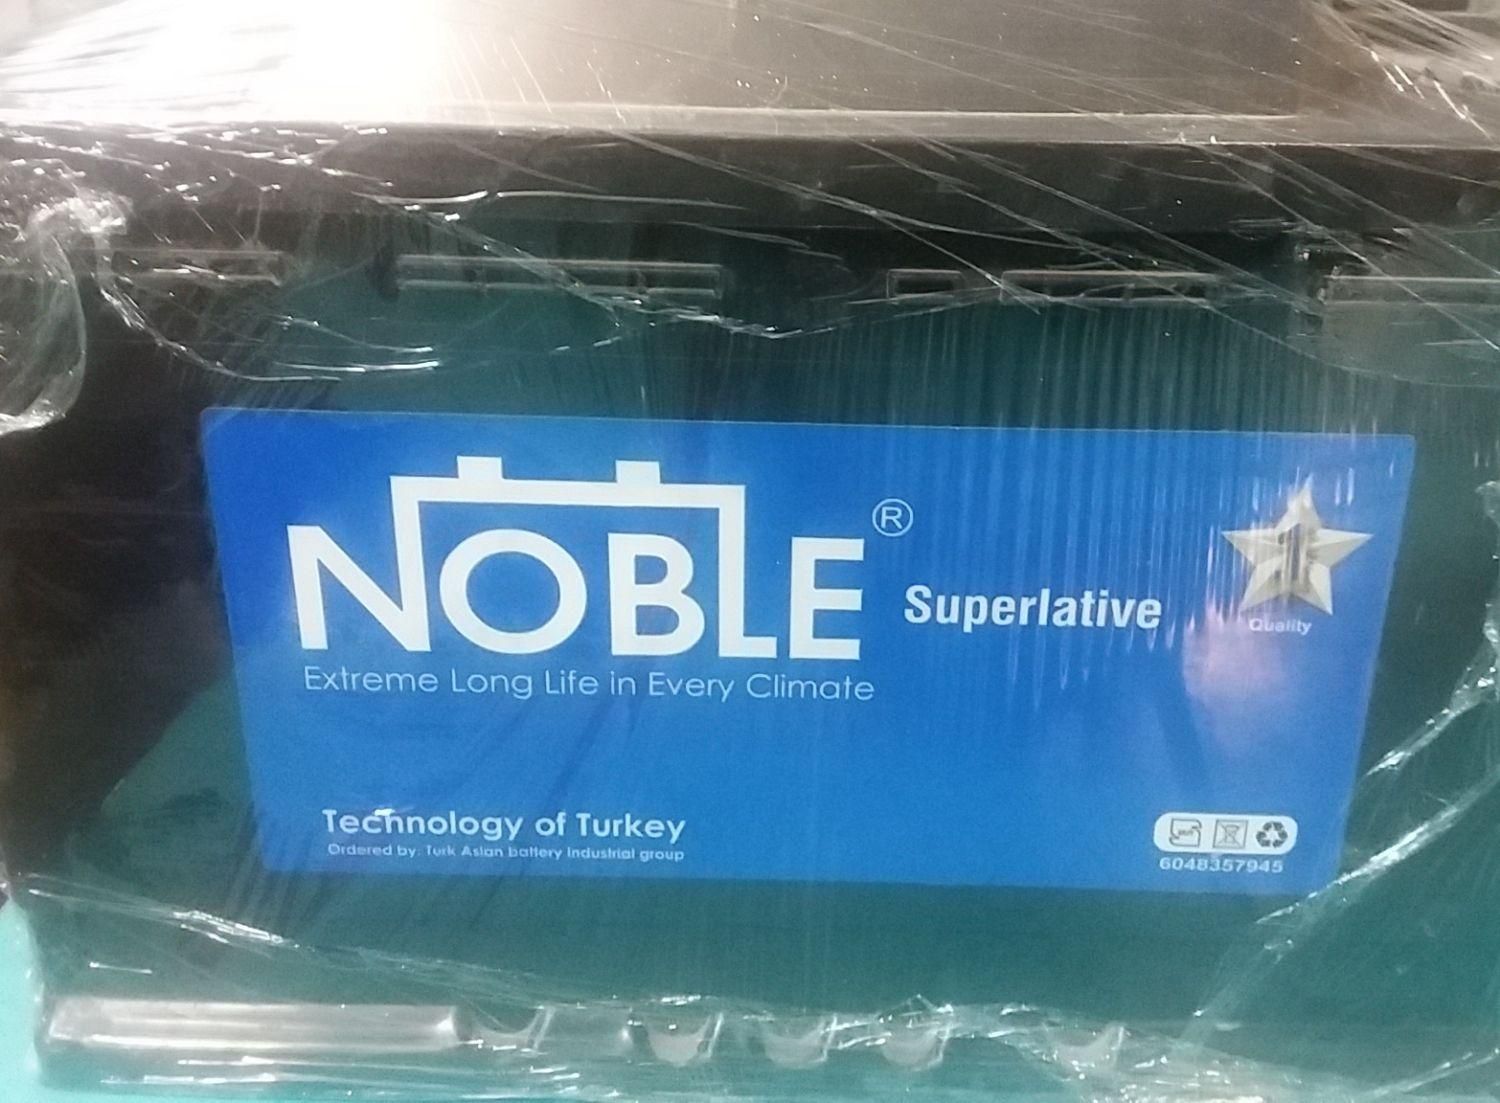 NOBLE®
Superlative
1
Quality
Extreme Long Life in Every Climate
Technology of Turkey
Ordered by: Turk Asian battery Industrial group
6048357945